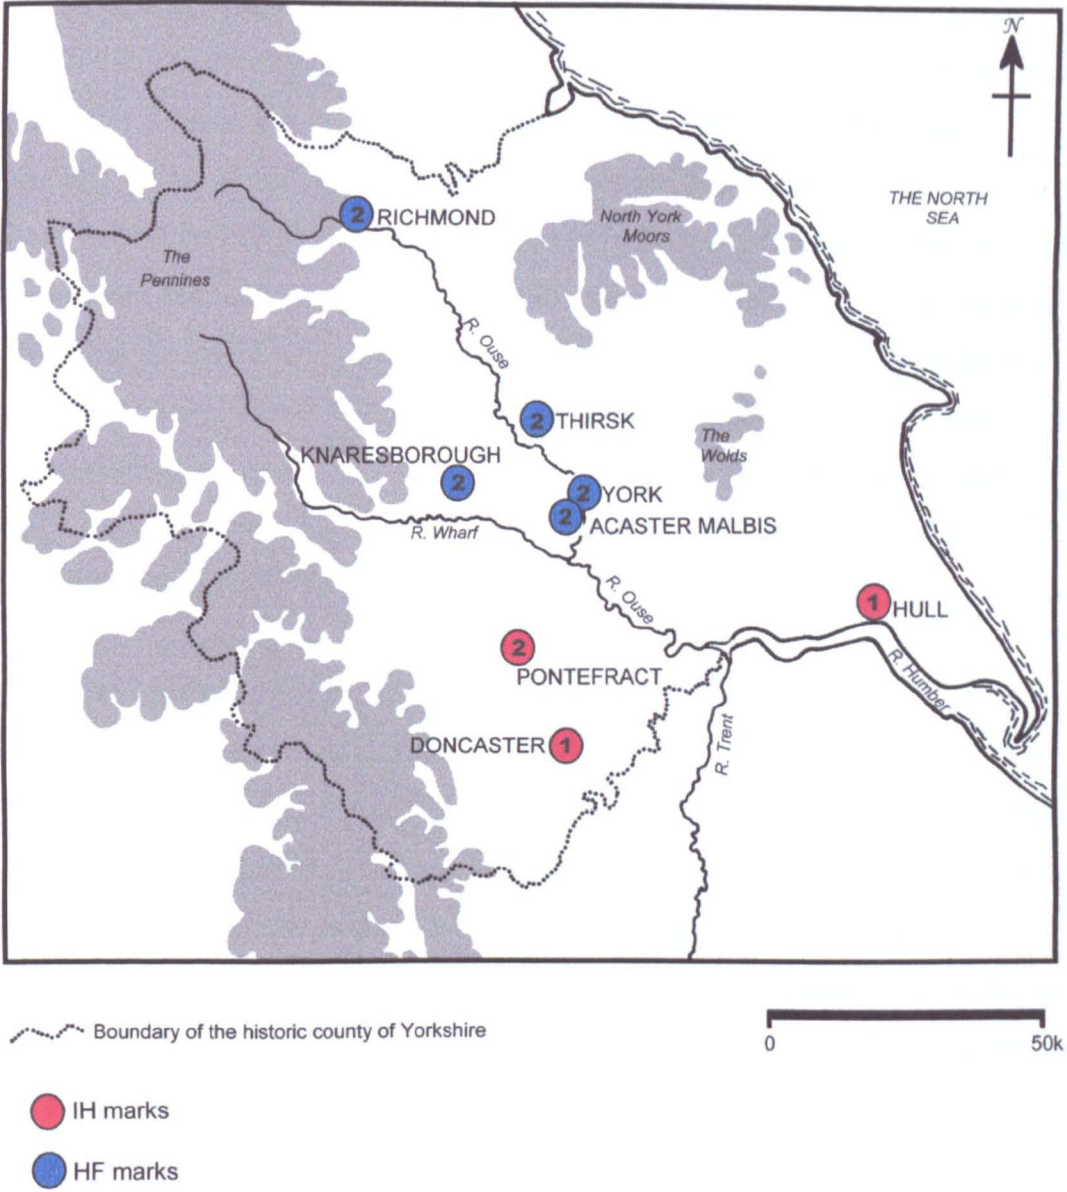 N
THE NORTH
SEA
North York
Moors
2 RICHMOND
The
Pennines
R. Ouse
2 THIRSK
The
Wolds
KNARESBOROUGH
2
2 YORK
2 ACASTER MALBIS
R. Wharf
R. Ouse
1 HULL
2
PONTEFRACT
R. Humber
R. Trent
DONCASTER 1
Boundary of the historic county of Yorkshire
0 50k
IH marks
HF marks